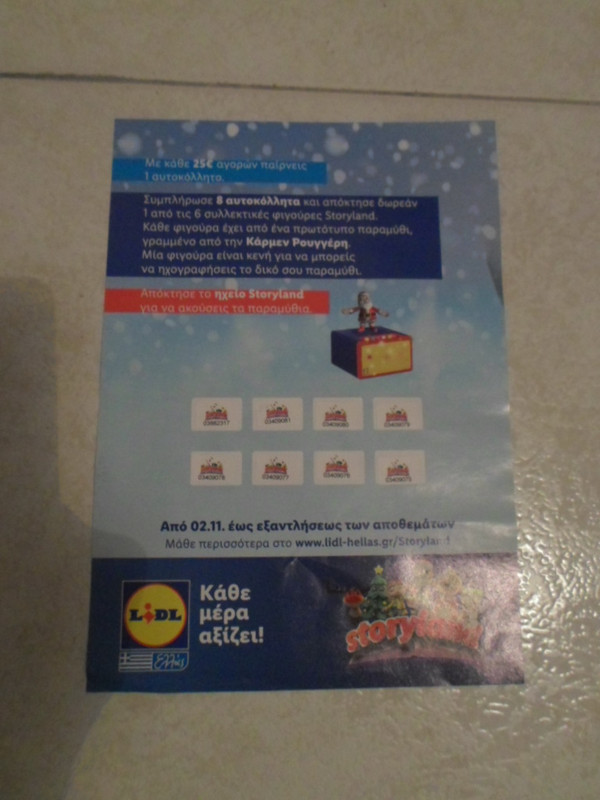 Με κάθε 25€ αγορών παίρνεις
1 αυτοκόλλητο.
Συμπλήρωσε 8 αυτοκόλλητα και απόκτησε δωρεάν
1 από τις 6 συλλεκτικές φιγούρες Storyland.
Κάθε φιγούρα έχει από ένα πρωτότυπο παραμύθι,
γραμμένο από την Κάρμεν Ρουγγέρη.
Μία φιγούρα είναι κενή για να μπορείς
να ηχογραφήσεις το δικό σου παραμύθι.
Απόκτησε το ηχείο Storyland
για να ακούσεις τα παραμύθια.
Από 02.11. έως εξαντλήσεως των αποθεμάτων
Μάθε περισσότερα στο www.lidl-hellas.gr/Storyland
LIDL
Κάθε
μέρα
αξίζει!
storyland